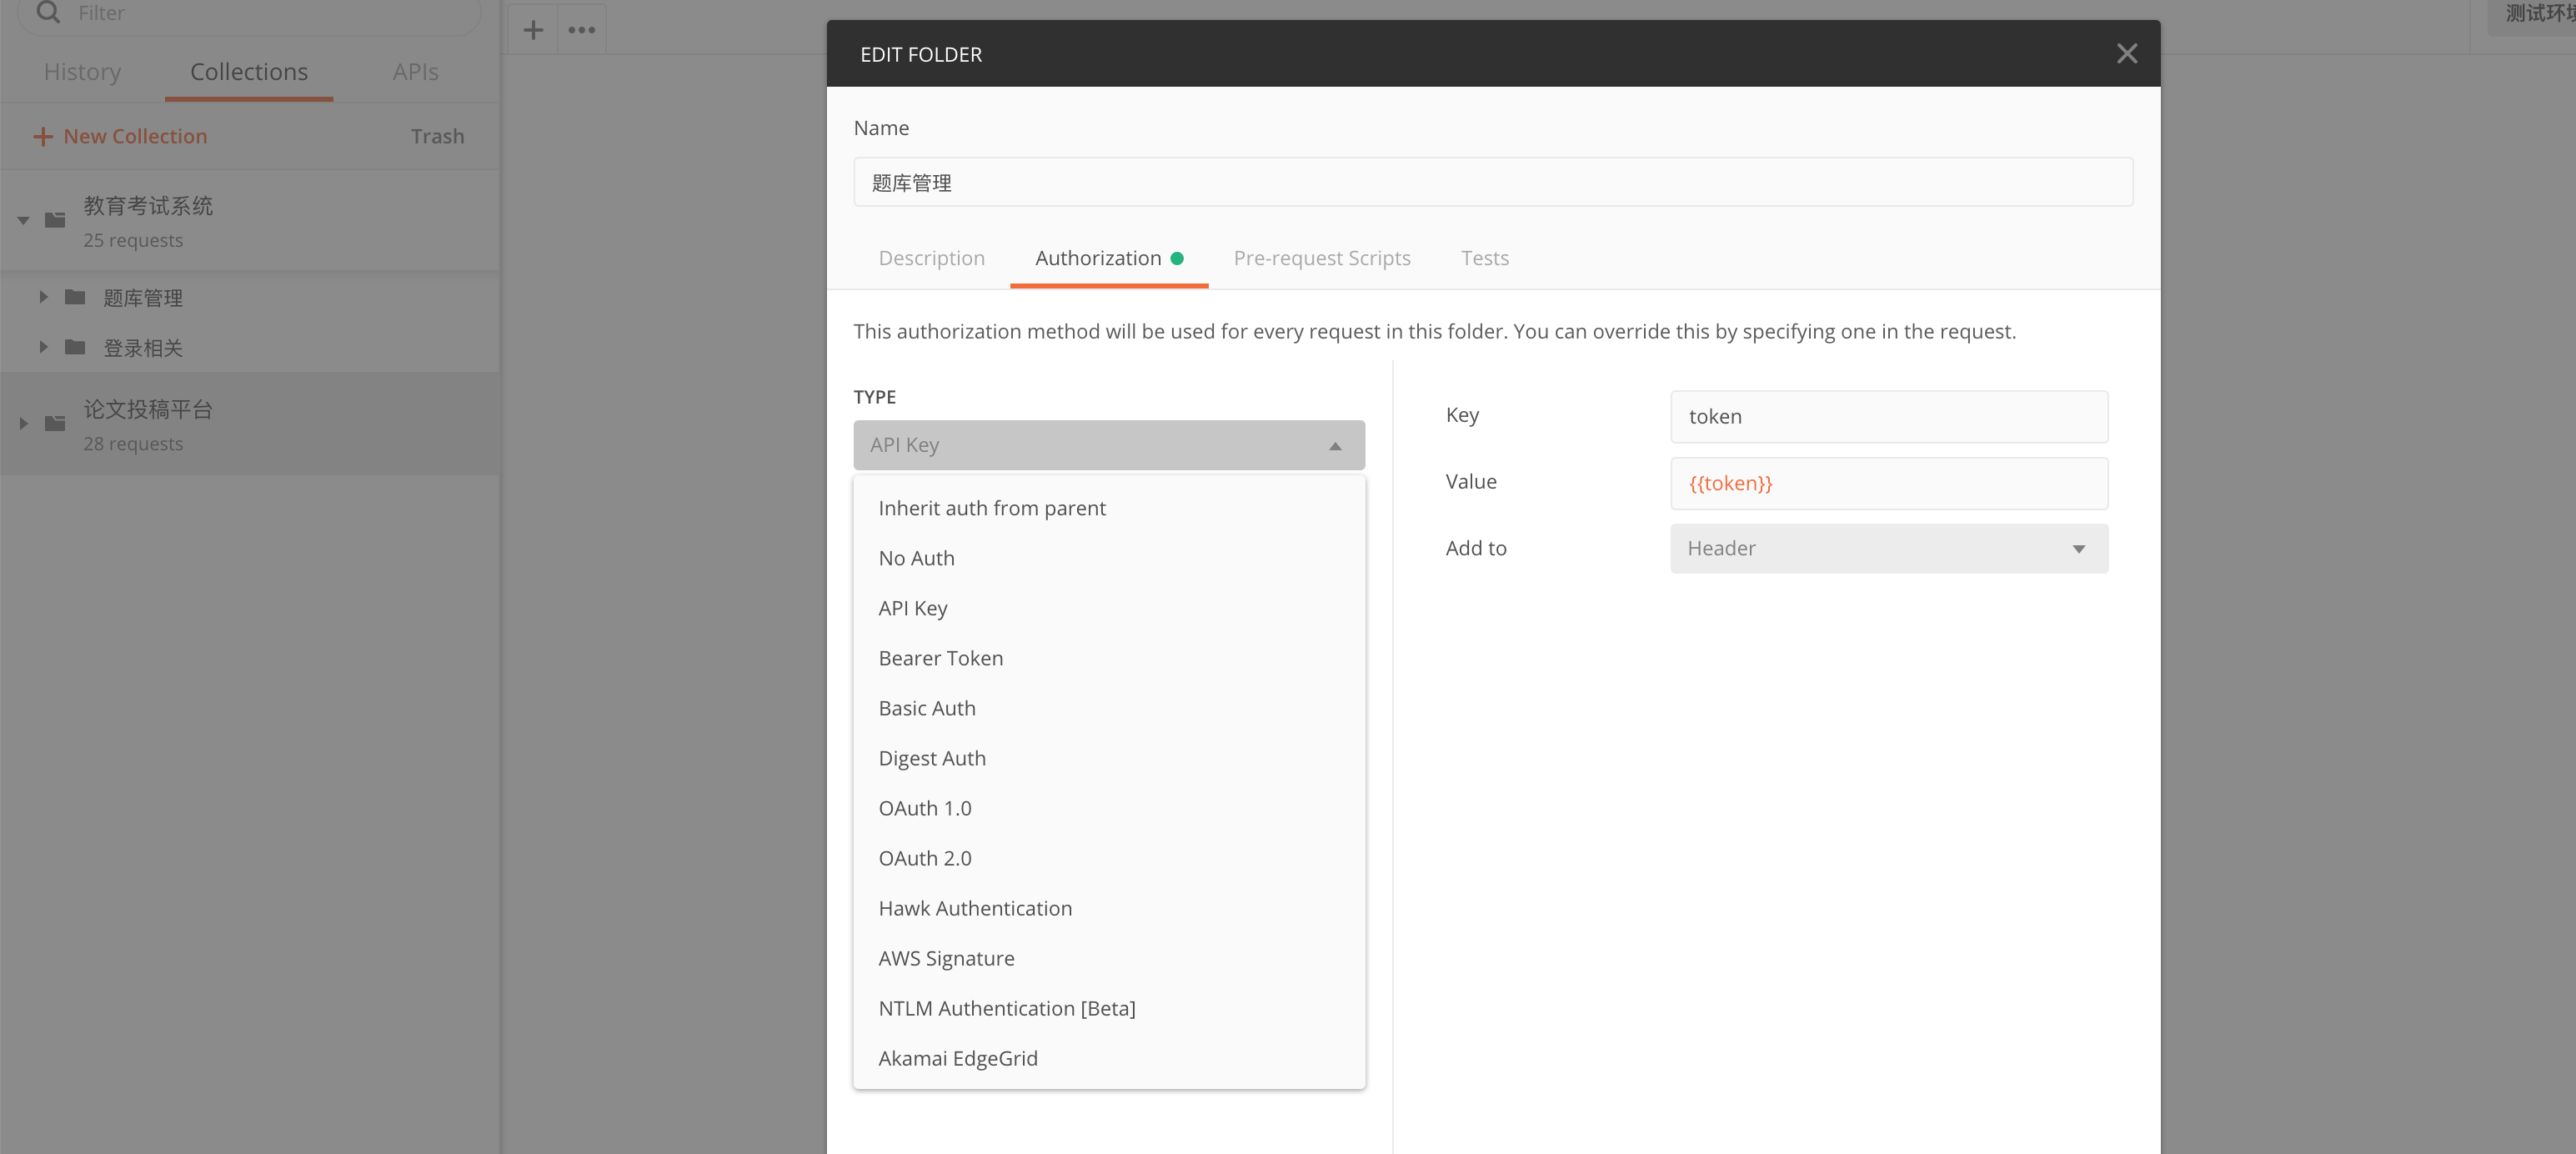 Filter
History
Collections
APIs
New Collection
Trash
教育考试系统
25 requests
题库管理
登录相关
论文投稿平台
28 requests
EDIT FOLDER
Name
题库管理
Description
Authorization
Pre-request Scripts
Tests
This authorization method will be used for every request in this folder. You can override this by specifying one in the request.
TYPE
API Key
Inherit auth from parent
No Auth
API Key
Bearer Token
Basic Auth
Digest Auth
OAuth 1.0
OAuth 2.0
Hawk Authentication
AWS Signature
NTLM Authentication [Beta]
Akamai EdgeGrid
Key
token
Value
{{token}}
Add to
Header
测试环境